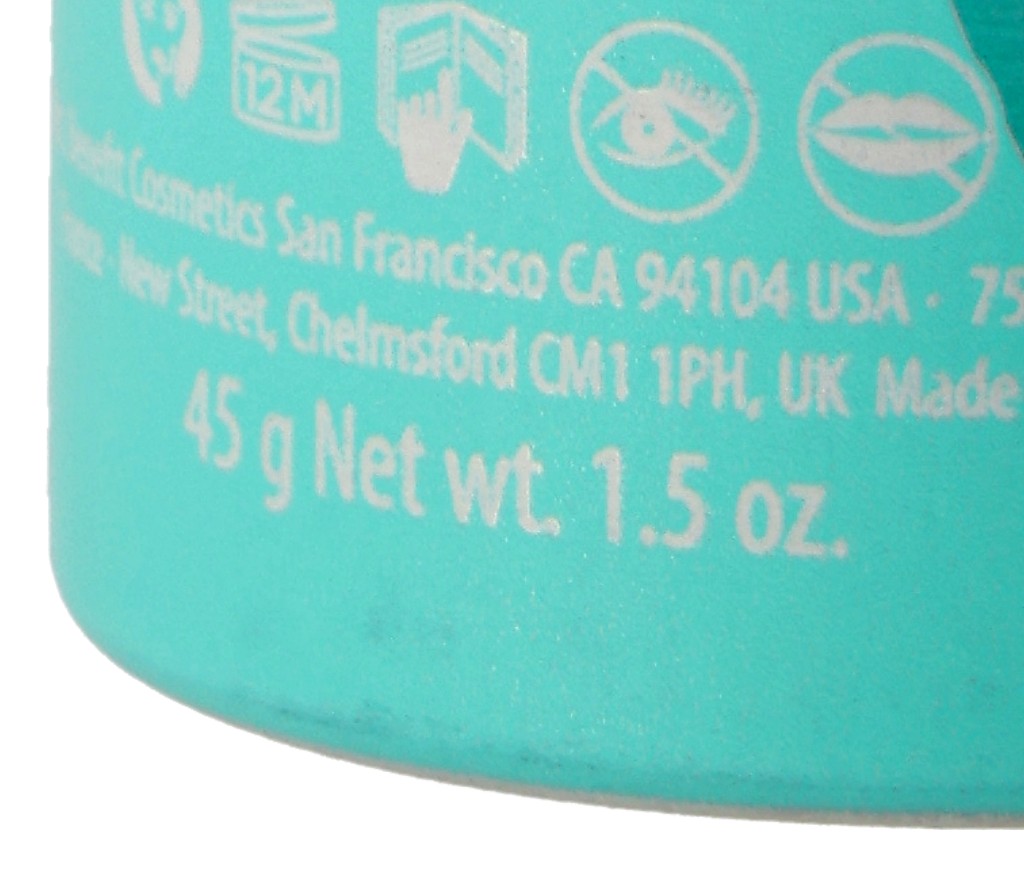 12M
Benefit Cosmetics San Francisco CA 94104 USA · 75
New Street, Chelmsford CM1 1PH, UK Made
45 g Net wt. 1.5 oz.